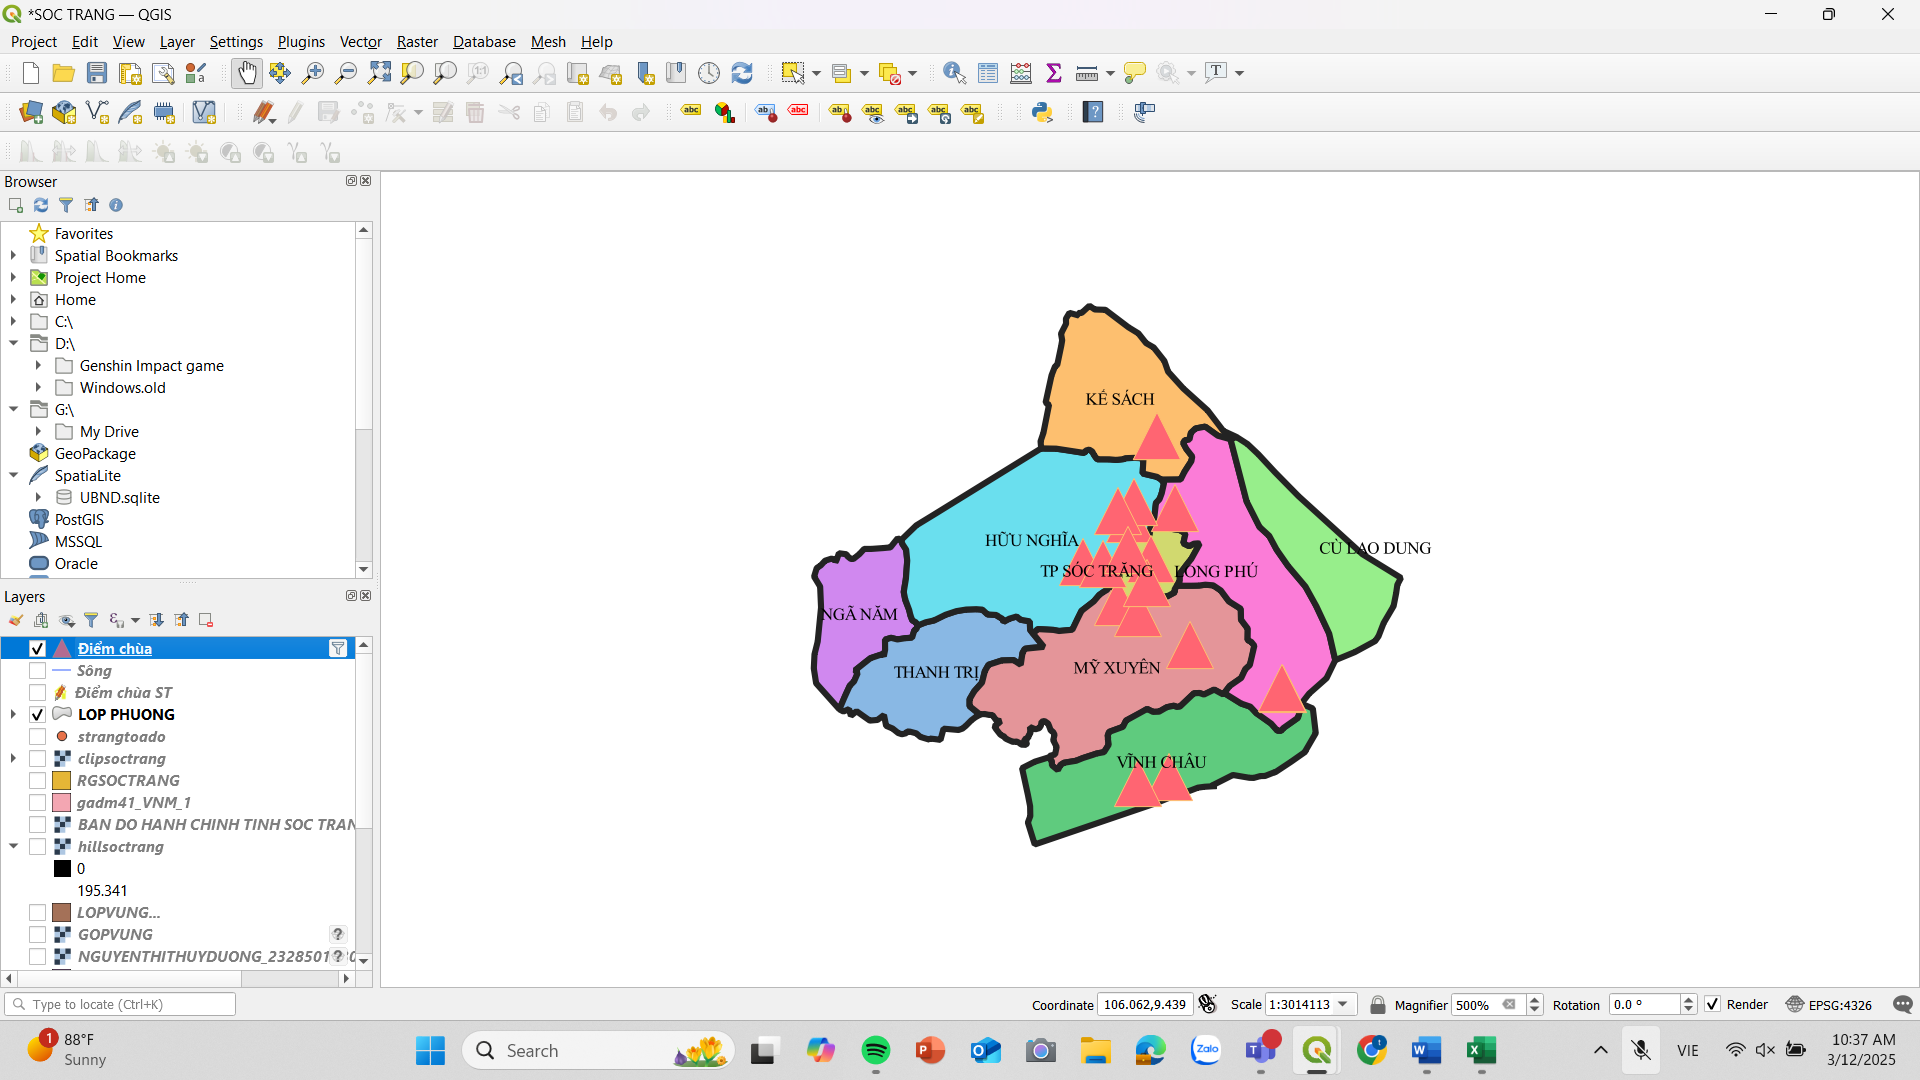 *SOC TRANG — QGIS
Project Edit View Layer Settings Plugins Vector Raster Database Mesh Help
Browser
Favorites
Spatial Bookmarks
Project Home
Home
C:\
D:\
Genshin Impact game
Windows.old
G:\
My Drive
GeoPackage
SpatiaLite
UBND.sqlite
PostGIS
MSSQL
Oracle
Layers
Điểm chùa
Sông
Điểm chùa ST
LOP PHUONG
strangtoado
clipsoctrang
RGSOCTRANG
gadm41_VNM_1
BAN DO HANH CHINH TINH SOC TRAN
hillsoctrang
0
195.341
LOPVUNG...
GOPVUNG
KẾ SÁCH
HỮU NGHĨA
CÙ LAO DUNG
TP SÓC TRĂNG
LONG PHÚ
NGÃ NĂM
THANH TRỊ
MỸ XUYÊN
VĨNH CHÂU
Type to locate (Ctrl+K)
Coordinate 106.062,9.439 Scale 1:3014113 Magnifier 500% Rotation 0.0 ° Render EPSG:4326
1
88°F
Sunny
Search
Zalo
VIE
10:37 AM
3/12/2025